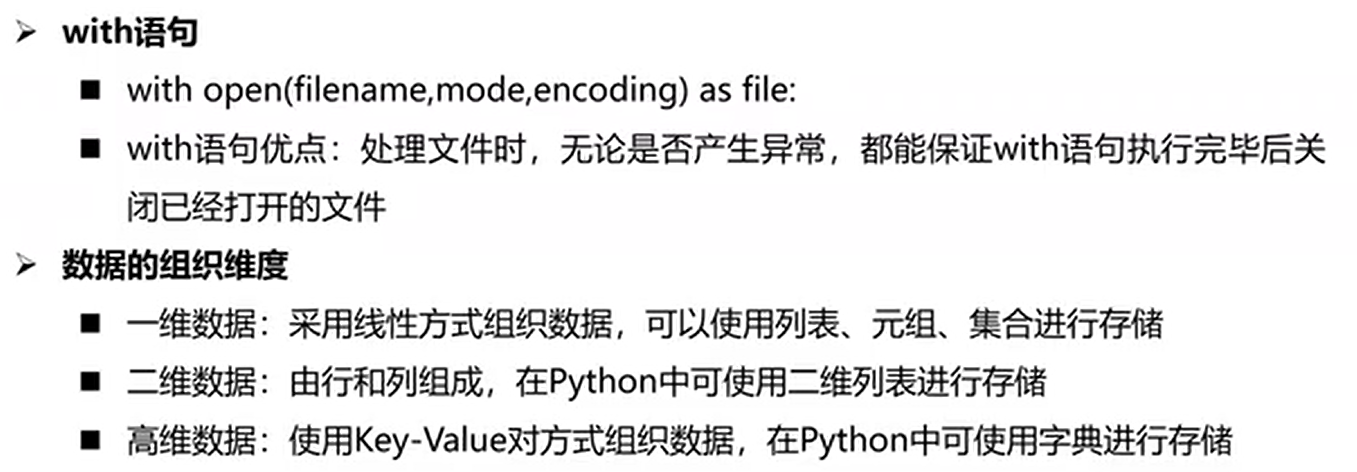 ➢ with语句
■ with open(filename,mode,encoding) as file:
■ with语句优点：处理文件时，无论是否产生异常，都能保证with语句执行完毕后关
闭已经打开的文件
➢ 数据的组织维度
■ 一维数据：采用线性方式组织数据，可以使用列表、元组、集合进行存储
■ 二维数据：由行和列组成，在Python中可使用二维列表进行存储
■ 高维数据：使用Key-Value对方式组织数据，在Python中可使用字典进行存储